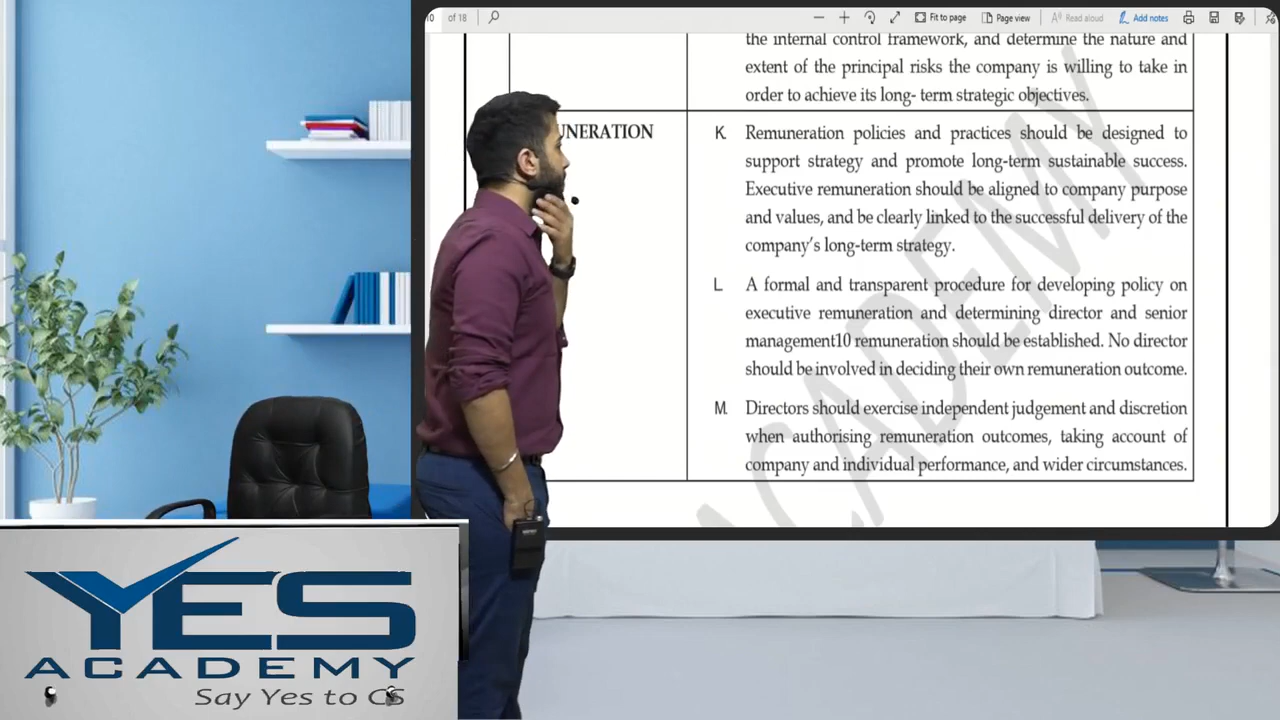 10 of 18 Fit to page Page view Read aloud Add notes
the internal control framework, and determine the nature and
extent of the principal risks the company is willing to take in
order to achieve its long- term strategic objectives.
UNERATION
K. Remuneration policies and practices should be designed to
support strategy and promote long-term sustainable success.
Executive remuneration should be aligned to company purpose
and values, and be clearly linked to the successful delivery of the
company's long-term strategy.
L. A formal and transparent procedure for developing policy on
executive remuneration and determining director and senior
management10 remuneration should be established. No director
should be involved in deciding their own remuneration outcome.
M. Directors should exercise independent judgement and discretion
when authorising remuneration outcomes, taking account of
company and individual performance, and wider circumstances.
ACADEMY
YES
ACADEMY
Say Yes to CS